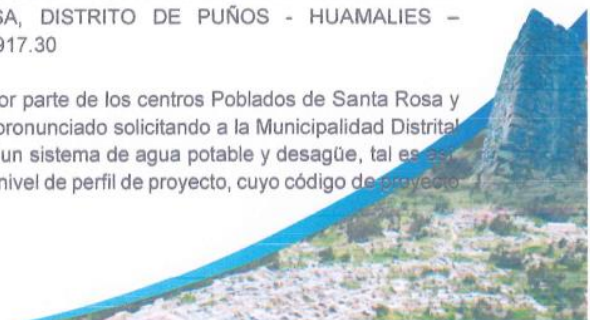 SA, DISTRITO DE PUÑOS - HUAMALIES –
917.30
or parte de los centros Poblados de Santa Rosa y
pronunciado solicitando a la Municipalidad Distrital
un sistema de agua potable y desagüe, tal es así,
nivel de perfil de proyecto, cuyo código de proyecto